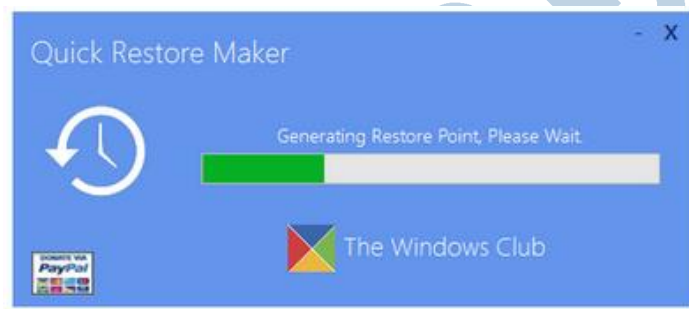 Quick Restore Maker
- X
Generating Restore Point, Please Wait.
The Windows Club
DONATE VIA
PayPal